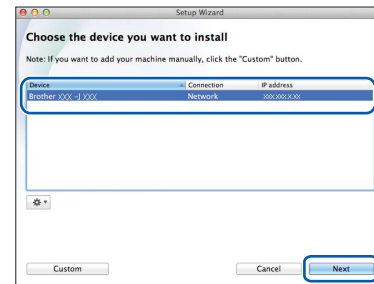 Setup Wizard
Choose the device you want to install
Note: If you want to add your machine manually, click the "Custom" button.
Device Connection IP address
Brother XXX -J XXX Network XXX.XXX.X.XX
Custom Cancel Next